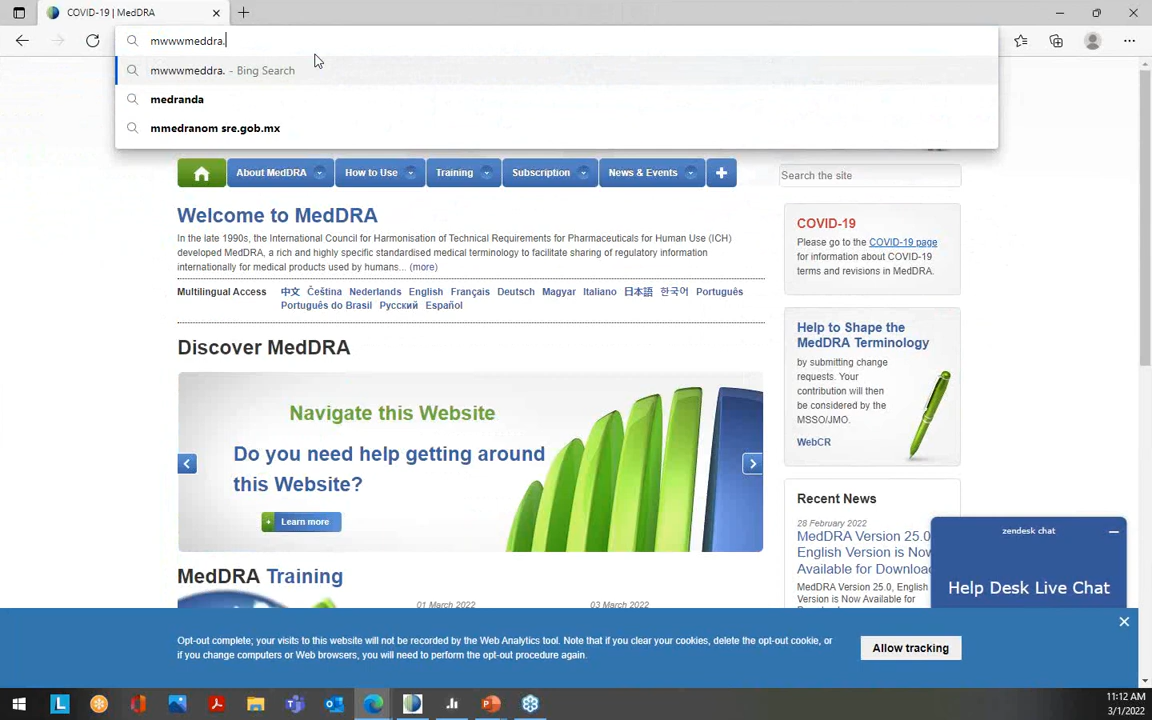 COVID-19 | MedDRA
mwwwmeddra.
mwwwmeddra. - Bing Search
medranda
mmedranom sre.gob.mx
About MedDRA
How to Use
Training
Subscription
News & Events
Search the site
Welcome to MedDRA
In the late 1990s, the International Council for Harmonisation of Technical Requirements for Pharmaceuticals for Human Use (ICH)
developed MedDRA, a rich and highly specific standardised medical terminology to facilitate sharing of regulatory information
internationally for medical products used by humans... (more)
Multilingual Access 中文 Čeština Nederlands English Français Deutsch Magyar Italiano 日本語 한국어 Português
Português do Brasil Русский Español
Discover MedDRA
Navigate this Website
Do you need help getting around
this Website?
Learn more
MedDRA Training
01 March 2022
03 March 2022
COVID-19
Please go to the COVID-19 page
for information about COVID-19
terms and revisions in MedDRA.
Help to Shape the
MedDRA Terminology
by submitting change
requests. Your
contribution will then
be considered by the
MSSO/JMO.
WebCR
Recent News
28 February 2022
MedDRA Version 25.0
English Version is Now
Available for Download
MedDRA Version 25.0, English
Version is Now Available for
zendesk chat
Help Desk Live Chat
Opt-out complete; your visits to this website will not be recorded by the Web Analytics tool. Note that if you clear your cookies, delete the opt-out cookie, or
if you change computers or Web browsers, you will need to perform the opt-out procedure again.
Allow tracking
11:12 AM
3/1/2022